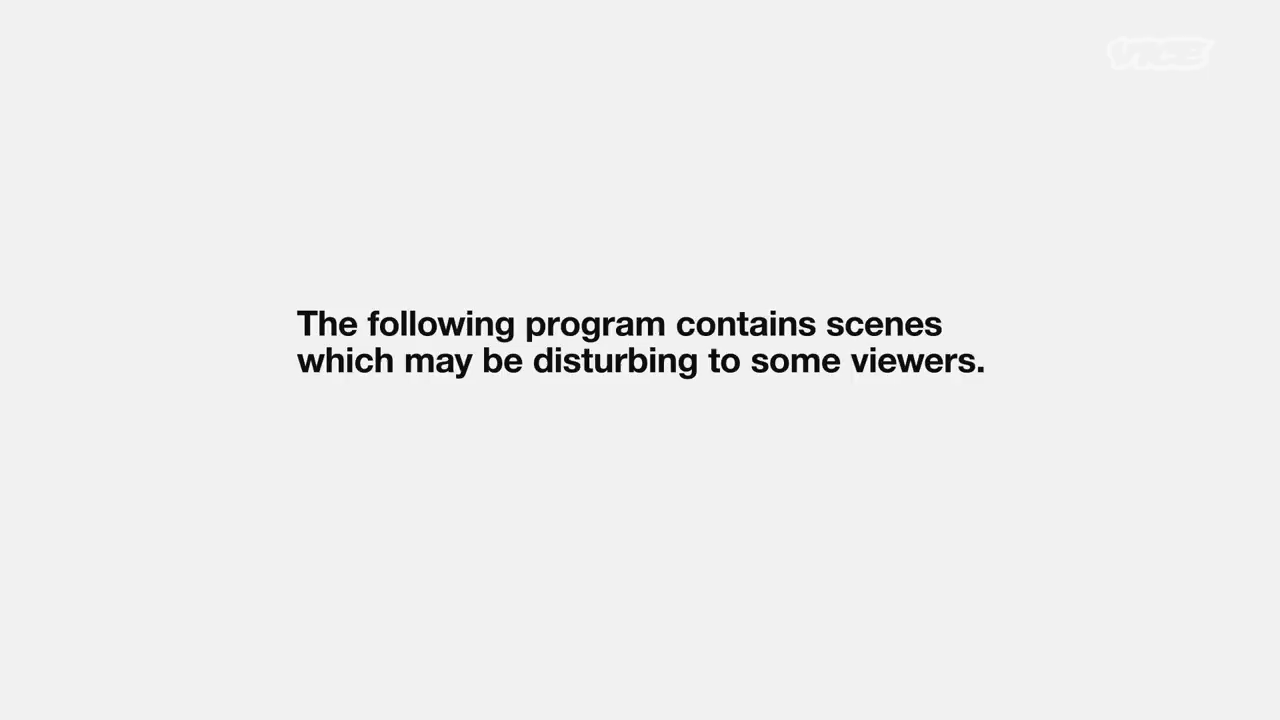 VICE
The following program contains scenes
which may be disturbing to some viewers.